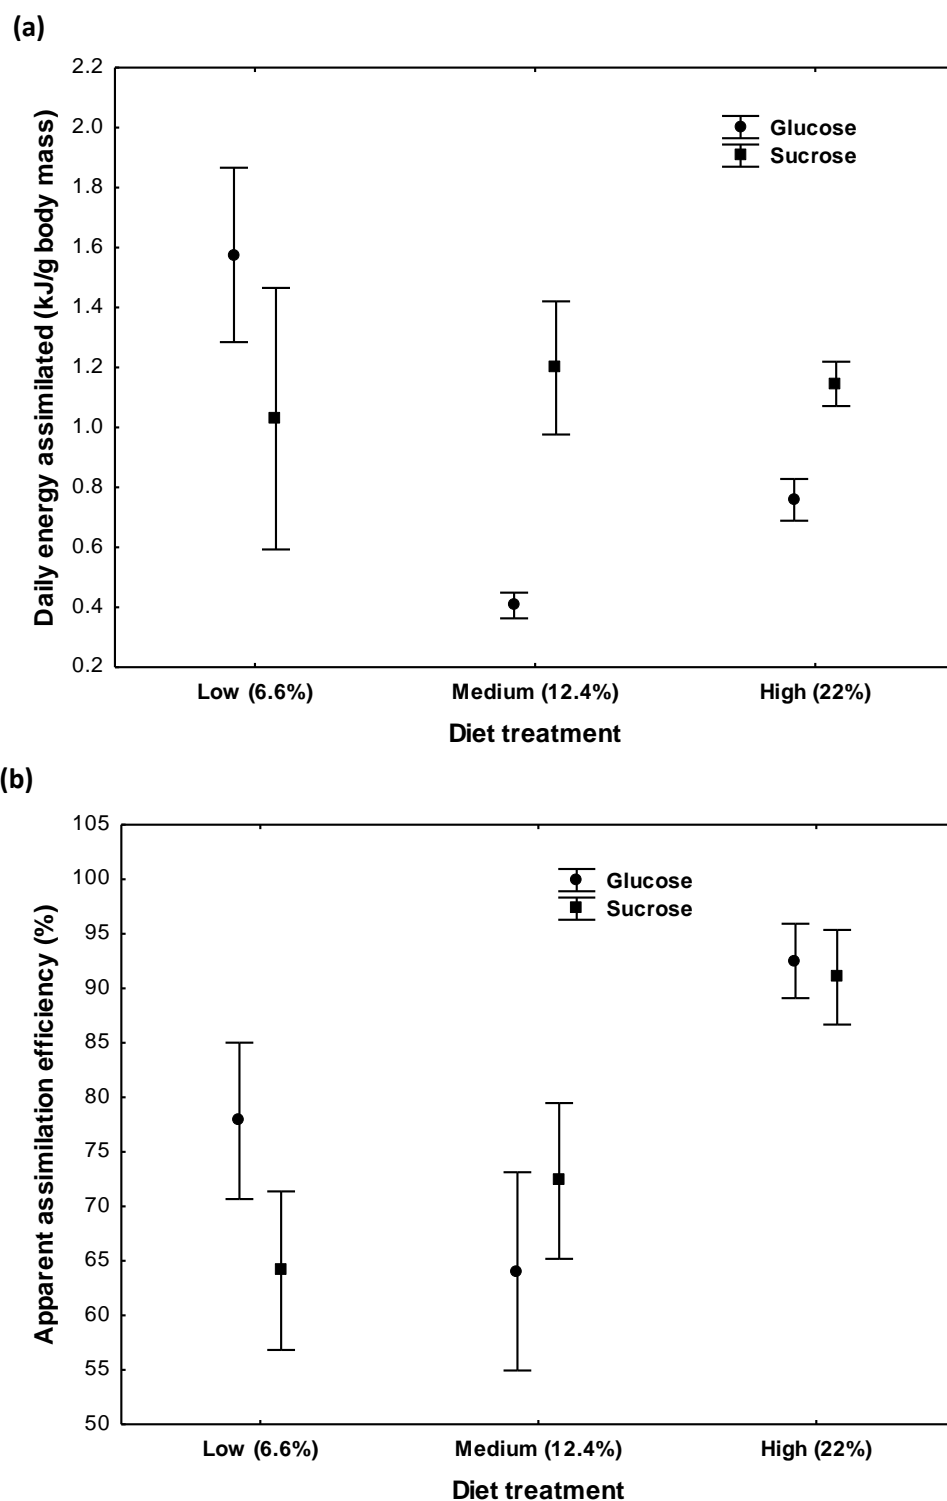 (a)
Daily energy assimilated (kJ/g body mass)
2.2
2.0
1.8
1.6
1.4
1.2
1.0
0.8
0.6
0.4
0.2
Glucose
Sucrose
Low (6.6%)
Medium (12.4%)
High (22%)
Diet treatment
(b)
Apparent assimilation efficiency (%)
105
100
95
90
85
80
75
70
65
60
55
50
Glucose
Sucrose
Low (6.6%)
Medium (12.4%)
High (22%)
Diet treatment